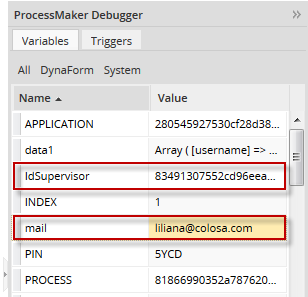 ProcessMaker Debugger »
Variables Triggers
All DynaForm System
Name Value
APPLICATION 280545927530cf28d38...
data1 Array ( [username] => ...
IdSupervisor 83491307552cd96eea...
INDEX 1
mail liliana@colosa.com
PIN 5YCD
PROCESS 81866990352a787620...